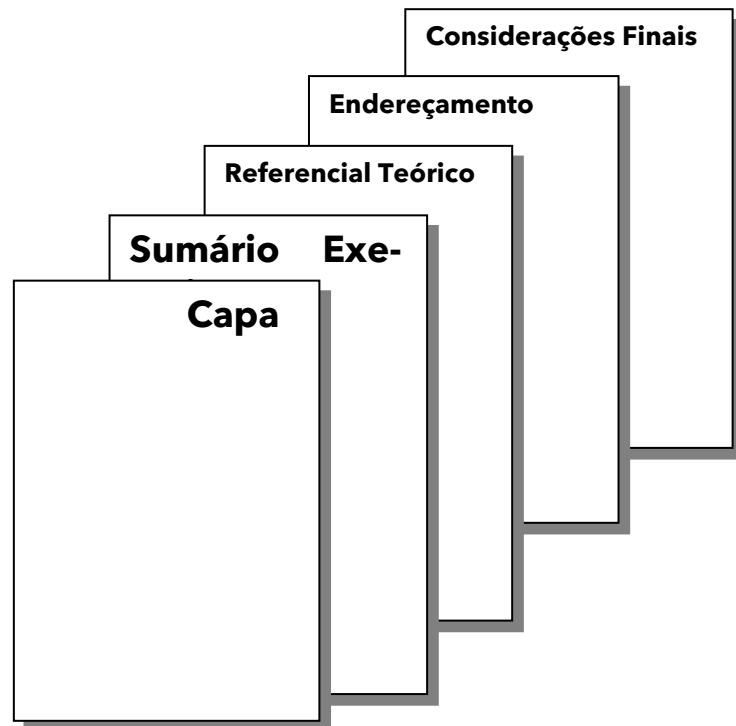 Considerações Finais
Endereçamento
Referencial Teórico
Sumário Exe-
Capa